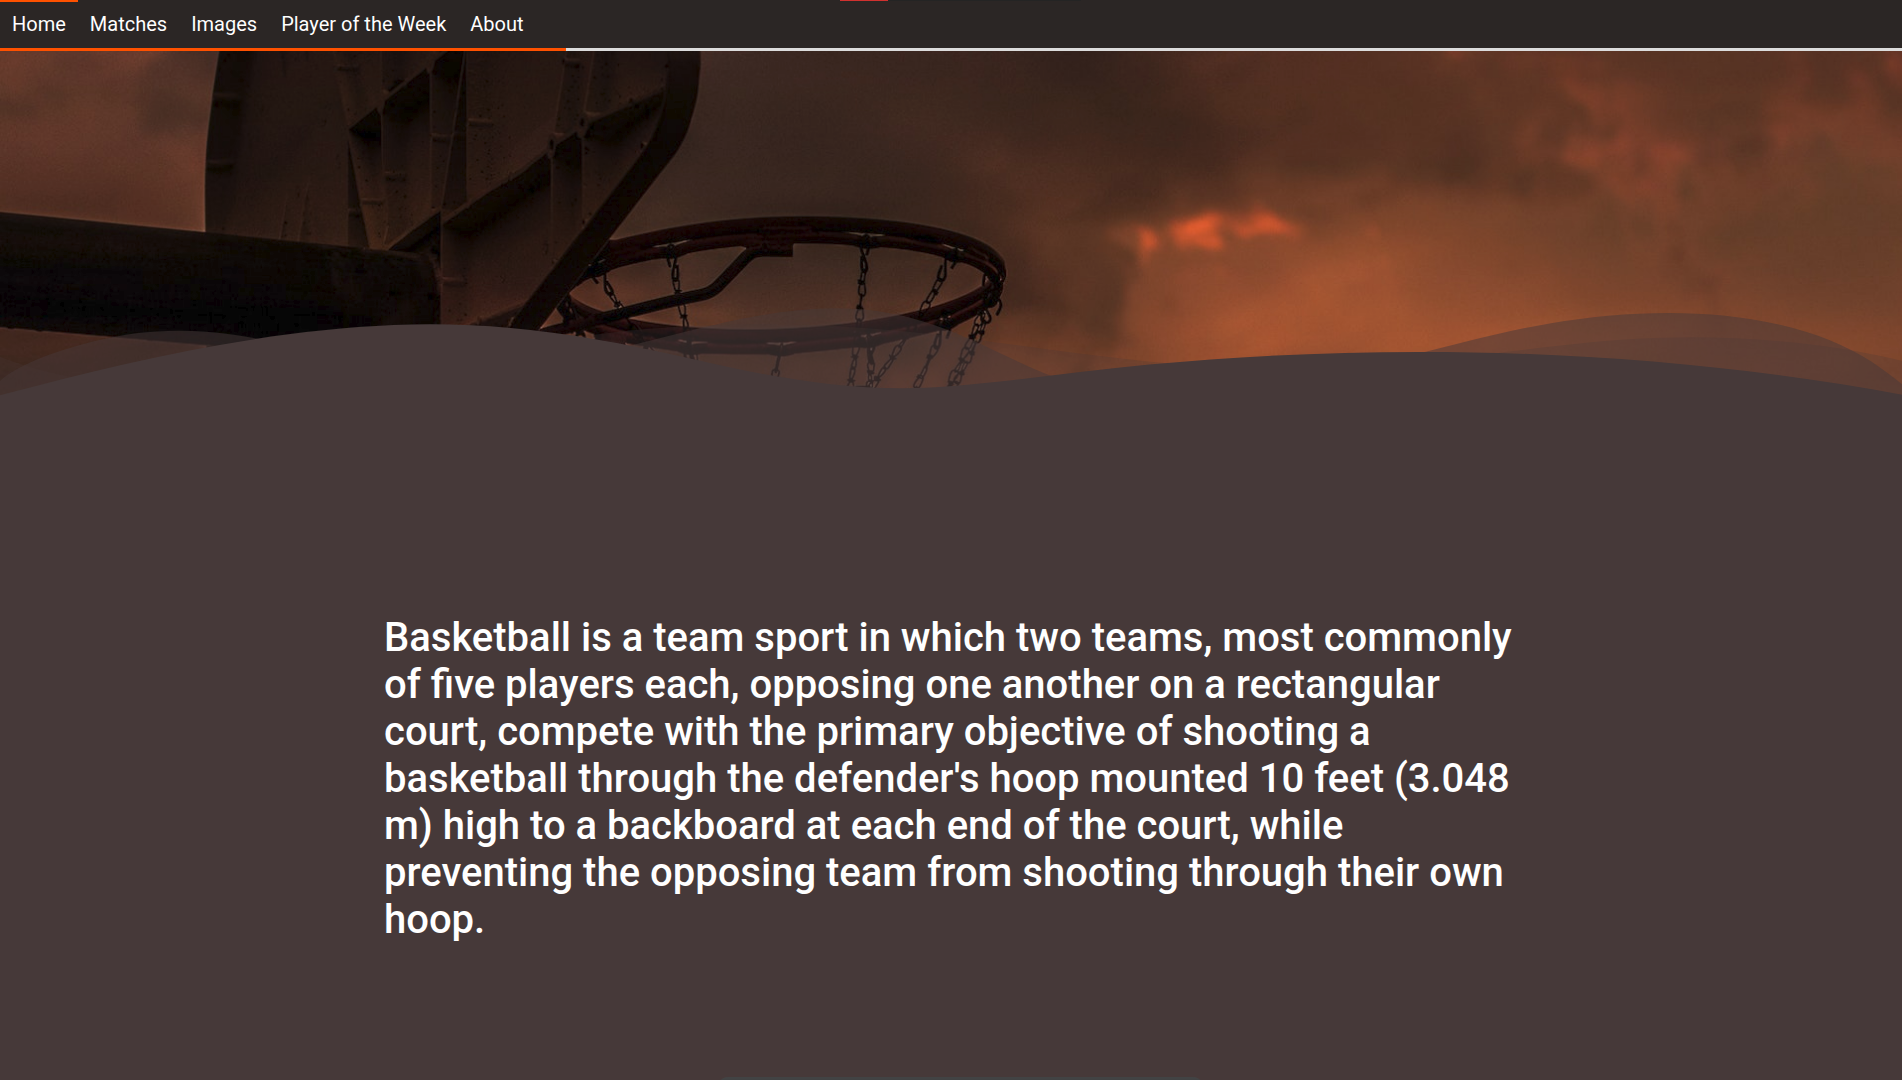 Home Matches Images Player of the Week About
Basketball is a team sport in which two teams, most commonly
of five players each, opposing one another on a rectangular
court, compete with the primary objective of shooting a
basketball through the defender's hoop mounted 10 feet (3.048
m) high to a backboard at each end of the court, while
preventing the opposing team from shooting through their own
hoop.